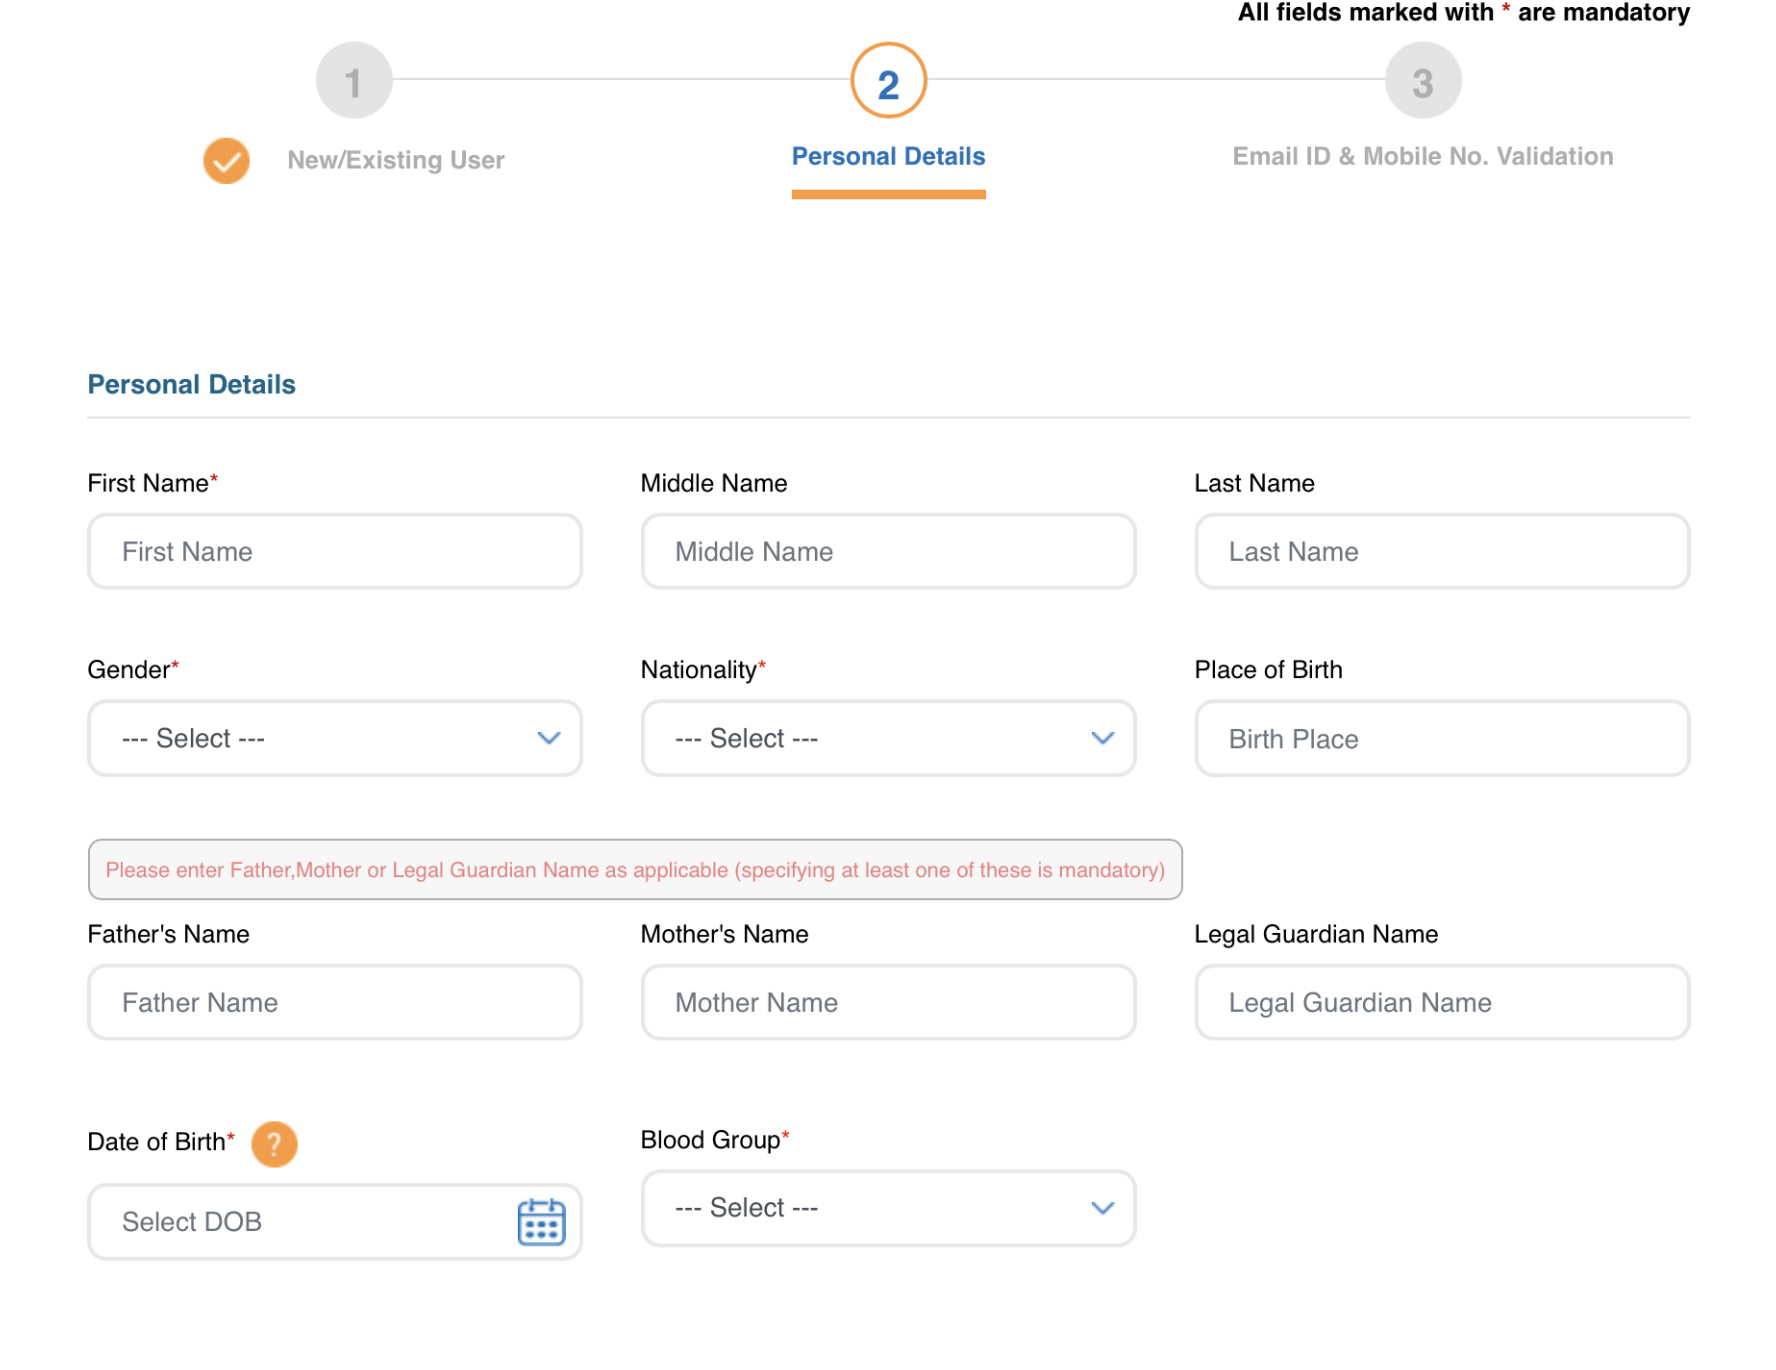 All fields marked with * are mandatory
1
2
3
New/Existing User
Personal Details
Email ID & Mobile No. Validation
Personal Details
First Name*
Middle Name
Last Name
First Name
Middle Name
Last Name
Gender*
Nationality*
Place of Birth
--- Select ---
--- Select ---
Birth Place
Please enter Father,Mother or Legal Guardian Name as applicable (specifying at least one of these is mandatory)
Father's Name
Mother's Name
Legal Guardian Name
Father Name
Mother Name
Legal Guardian Name
Date of Birth* ?
Blood Group*
Select DOB
--- Select ---